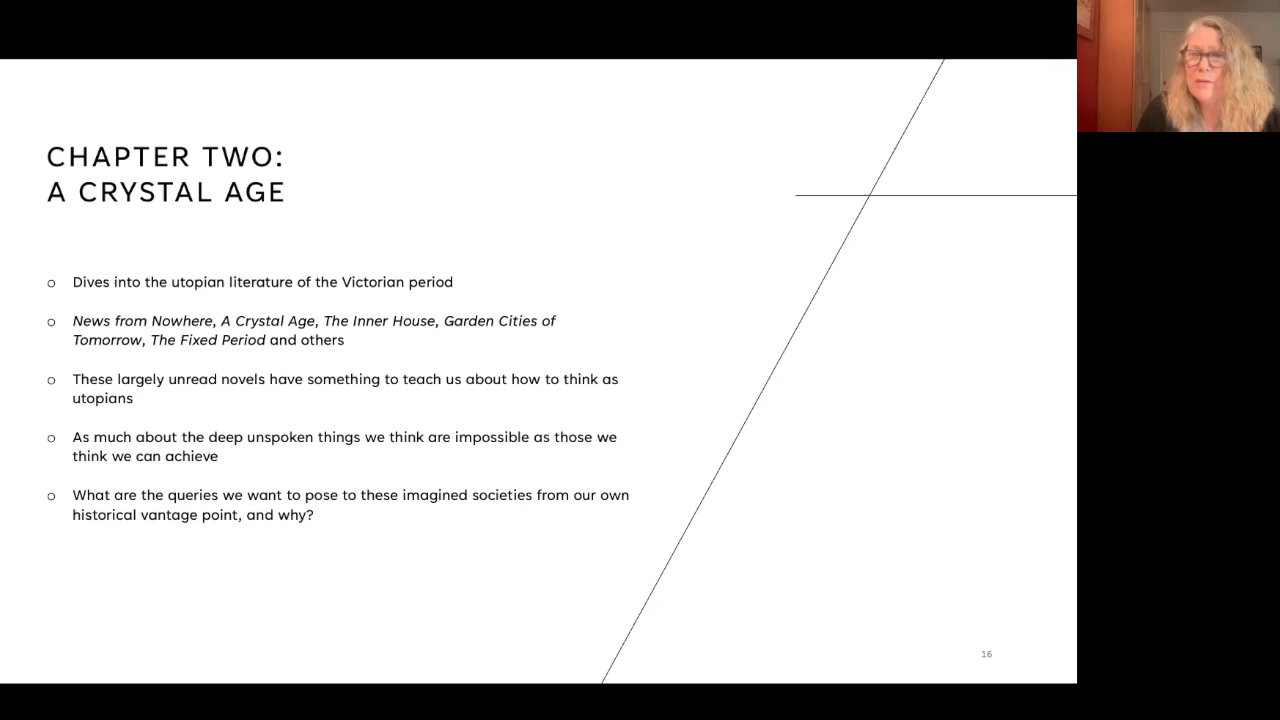 CHAPTER TWO:
A CRYSTAL AGE
o Dives into the utopian literature of the Victorian period
o News from Nowhere, A Crystal Age, The Inner House, Garden Cities of
Tomorrow, The Fixed Period and others
o These largely unread novels have something to teach us about how to think as
utopians
o As much about the deep unspoken things we think are impossible as those we
think we can achieve
o What are the queries we want to pose to these imagined societies from our own
historical vantage point, and why?
16